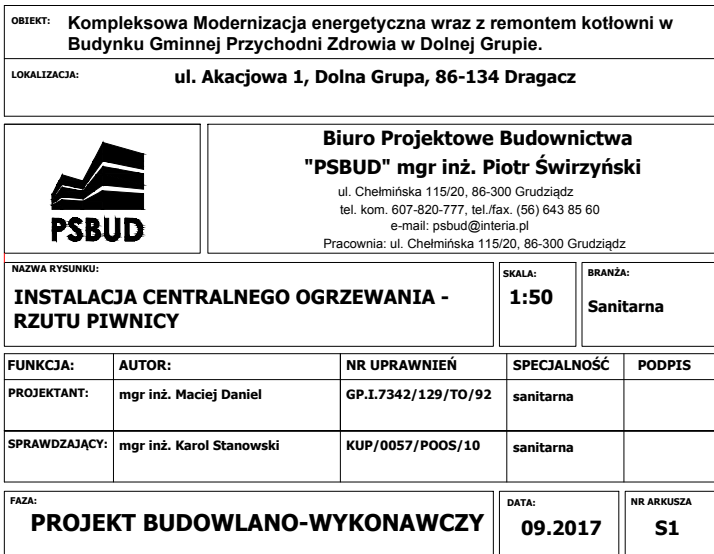 OBIEKT: Kompleksowa Modernizacja energetyczna wraz z remontem kotłowni w
Budynku Gminnej Przychodni Zdrowia w Dolnej Grupie.
LOKALIZACJA: ul. Akacjowa 1, Dolna Grupa, 86-134 Dragacz
PSBUD
Biuro Projektowe Budownictwa
"PSBUD" mgr inż. Piotr Świrzyński
ul. Chełmińska 115/20, 86-300 Grudziądz
tel. kom. 607-820-777, tel./fax. (56) 643 85 60
e-mail: psbud@interia.pl
Pracownia: ul. Chełmińska 115/20, 86-300 Grudziądz
NAZWA RYSUNKU:
INSTALACJA CENTRALNEGO OGRZEWANIA -
RZUTU PIWNICY
SKALA:
1:50
BRANŻA:
Sanitarna
FUNKCJA: AUTOR: NR UPRAWNIEŃ SPECJALNOŚĆ PODPIS
PROJEKTANT: mgr inż. Maciej Daniel GP.I.7342/129/TO/92 sanitarna
SPRAWDZAJĄCY: mgr inż. Karol Stanowski KUP/0057/POOS/10 sanitarna
FAZA:
PROJEKT BUDOWLANO-WYKONAWCZY
DATA:
09.2017
NR ARKUSZA
S1